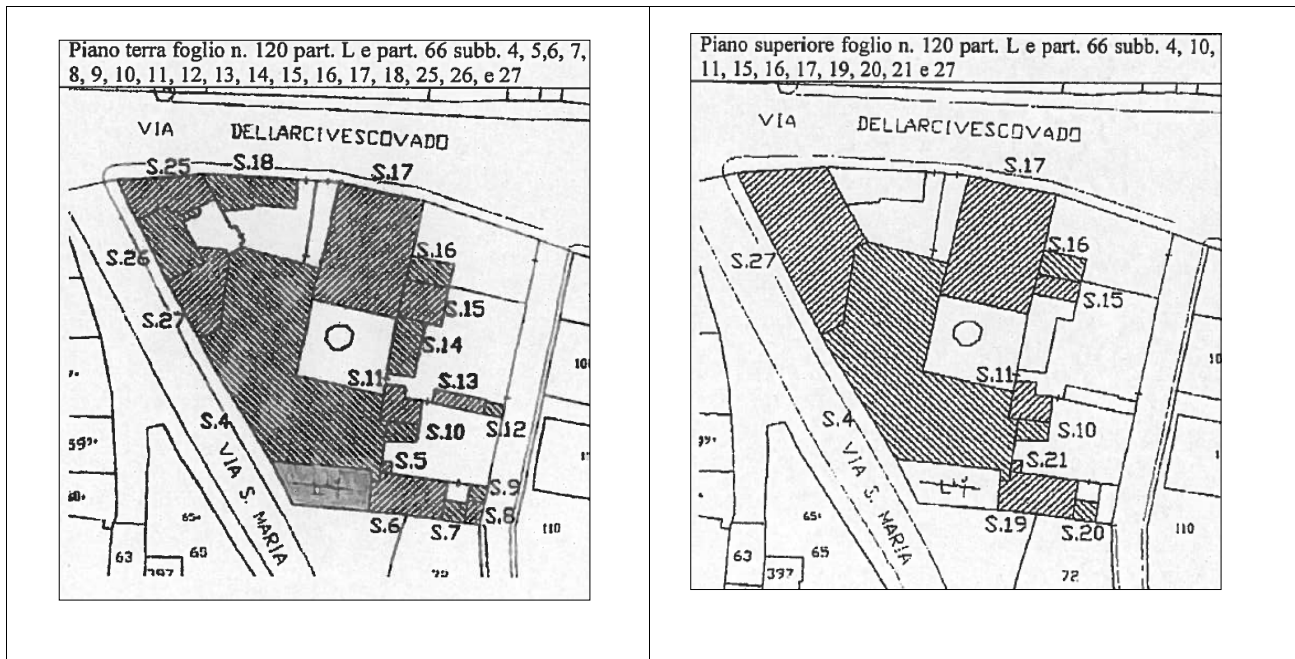 Piano terra foglio n. 120 part. L e part. 66 subb. 4, 5,6, 7,
8, 9, 10, 11, 12, 13, 14, 15, 16, 17, 18, 25, 26, e 27
VIA DELLARCIVESCOVADO
S.25
S.18
S.17
S.16
S.26
S.15
S.27
S.14
S.11
S.13
S.4
S.12
S.10
S.5
S.9
S.6
S.7
S.8
VIA S. MARIA
110
65
63
65
397
72
Piano superiore foglio n. 120 part. L e part. 66 subb. 4, 10,
11, 15, 16, 17, 19, 20, 21 e 27
VIA DELLARCIVESCOVADO
S.17
S.16
S.27
S.15
S.11
S.4
S.10
S.21
S.19
S.20
VIA S. MARIA
110
65
63
65
397
72